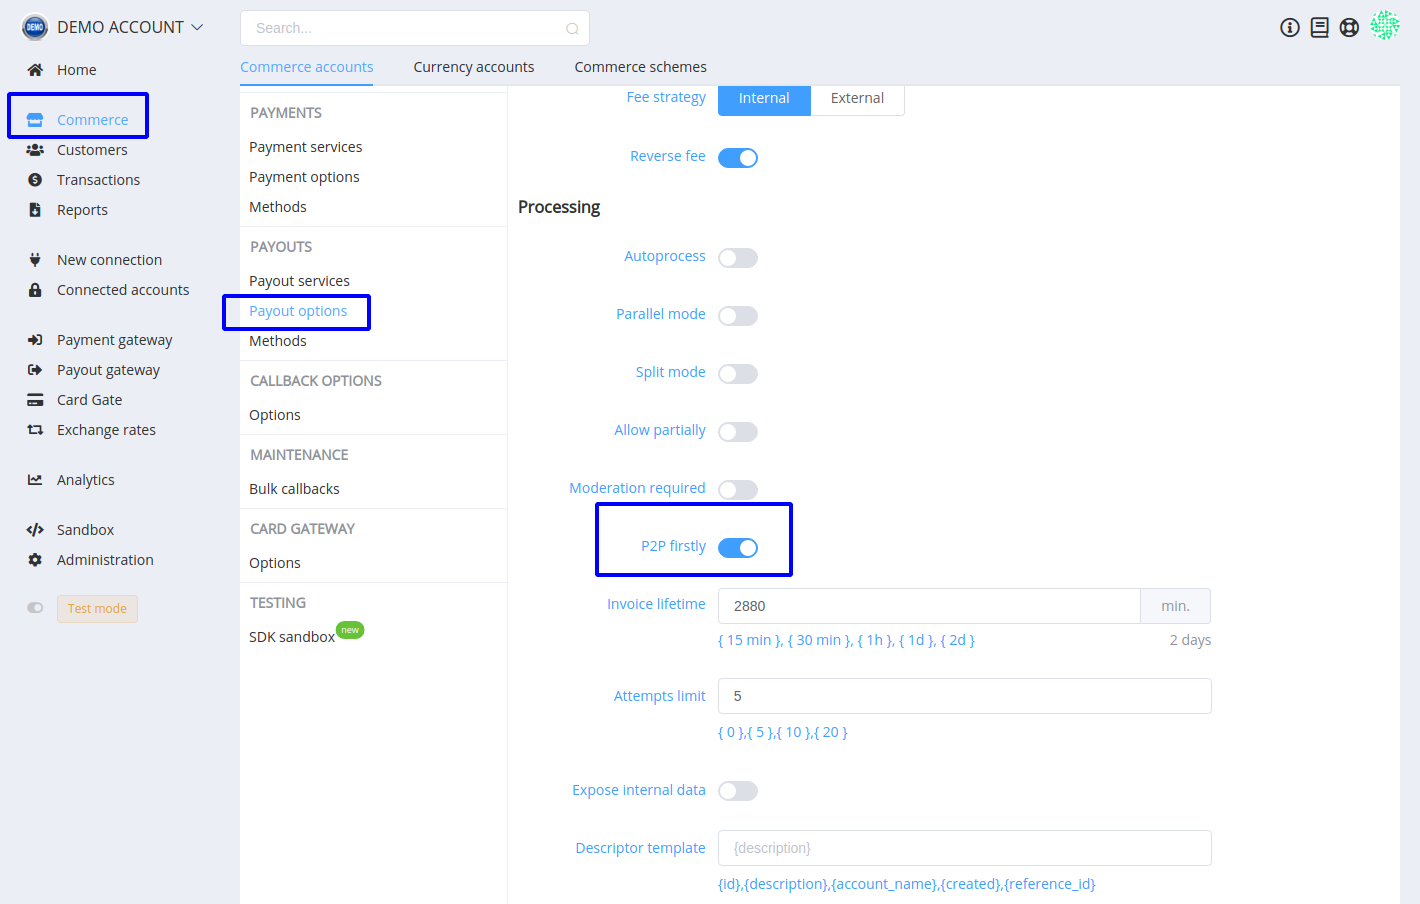 DEMO DEMO ACCOUNT
Search...
Home
Commerce
Customers
Transactions
Reports
New connection
Connected accounts
Payment gateway
Payout gateway
Card Gate
Exchange rates
Analytics
Sandbox
Administration
Test mode
Commerce accounts Currency accounts Commerce schemes
PAYMENTS
Payment services
Payment options
Methods
PAYOUTS
Payout services
Payout options
Methods
CALLBACK OPTIONS
Options
MAINTENANCE
Bulk callbacks
CARD GATEWAY
Options
TESTING
SDK sandbox new
Fee strategy Internal External
Reverse fee
Processing
Autoprocess
Parallel mode
Split mode
Allow partially
Moderation required
P2P firstly
Invoice lifetime 2880 min.
{ 15 min }, { 30 min }, { 1h }, { 1d }, { 2d } 2 days
Attempts limit 5
{ 0 },{ 5 },{ 10 },{ 20 }
Expose internal data
Descriptor template {description}
{id},{description},{account_name},{created},{reference_id}